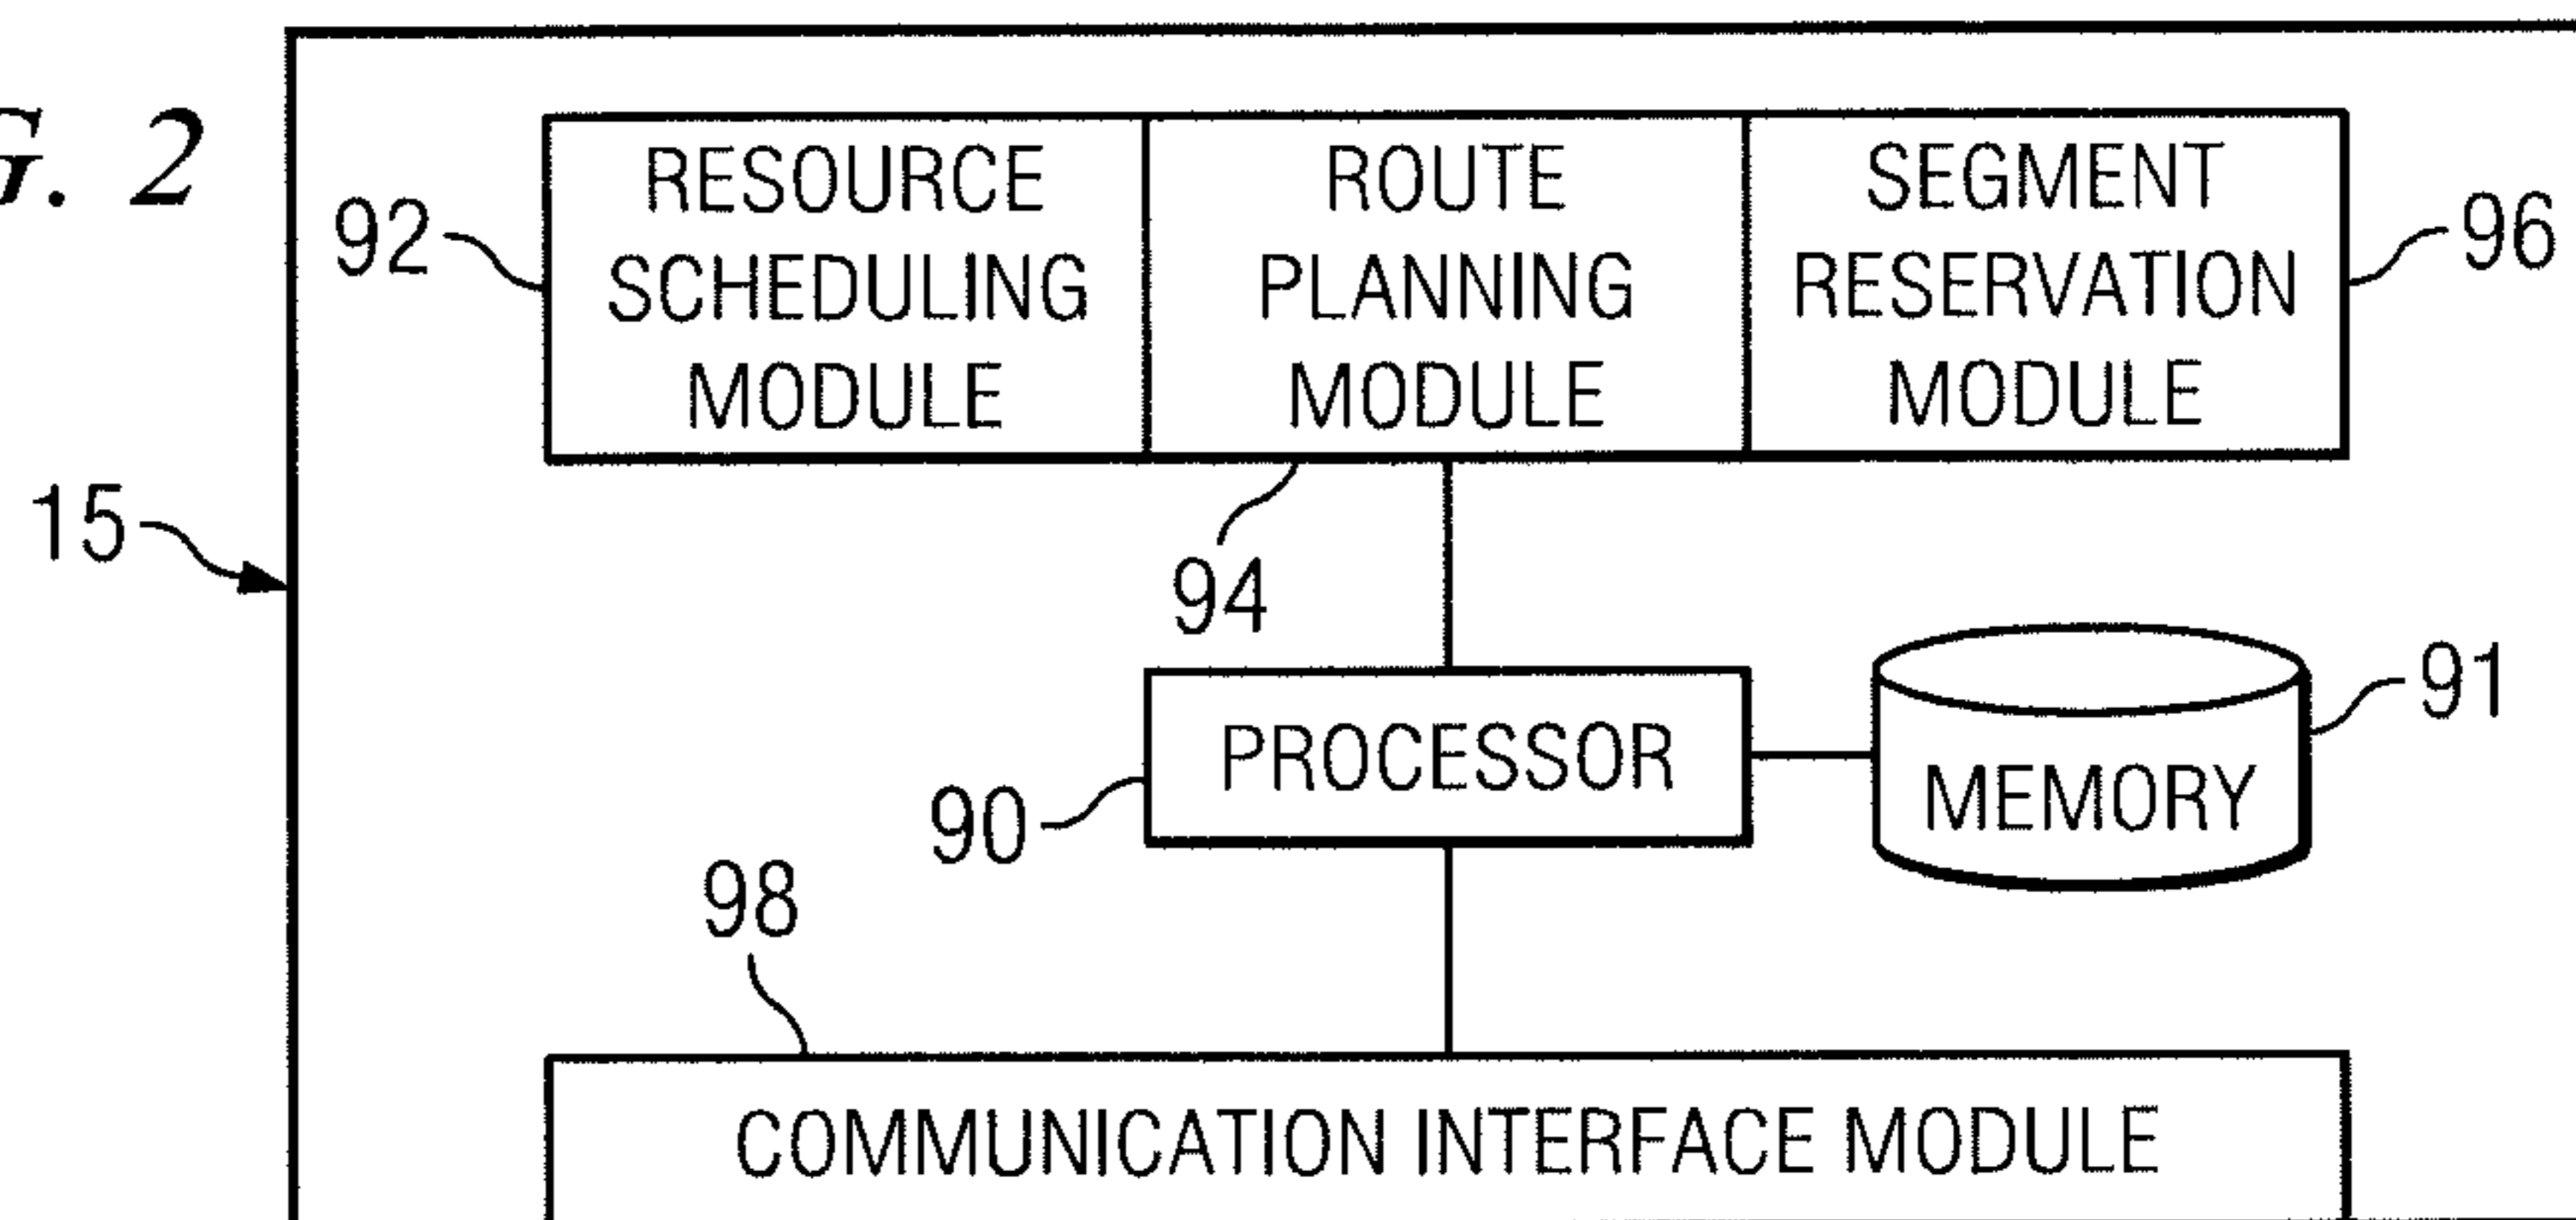 G. 2
92
RESOURCE
SCHEDULING
MODULE
ROUTE
PLANNING
MODULE
SEGMENT
RESERVATION
MODULE
96
15
94
PROCESSOR
90
MEMORY
91
98
COMMUNICATION INTERFACE MODULE